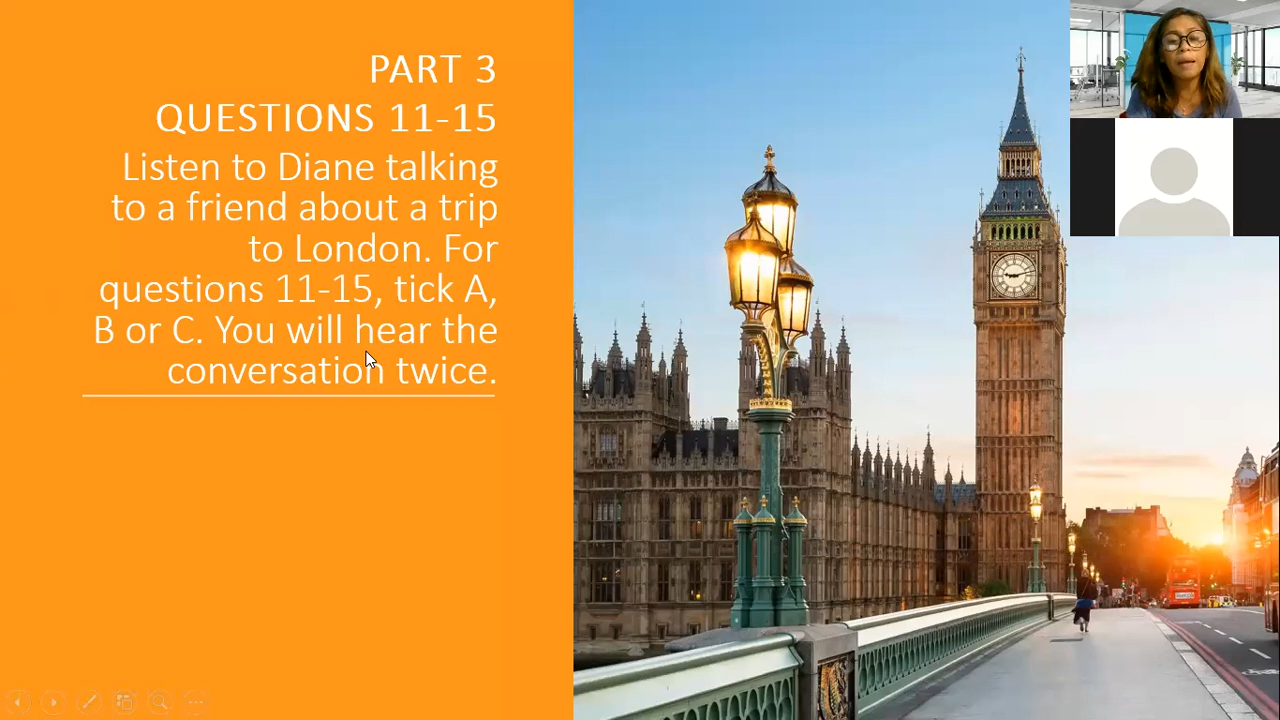 PART 3
QUESTIONS 11-15
Listen to Diane talking
to a friend about a trip
to London. For
questions 11-15, tick A,
B or C. You will hear the
conversation twice.